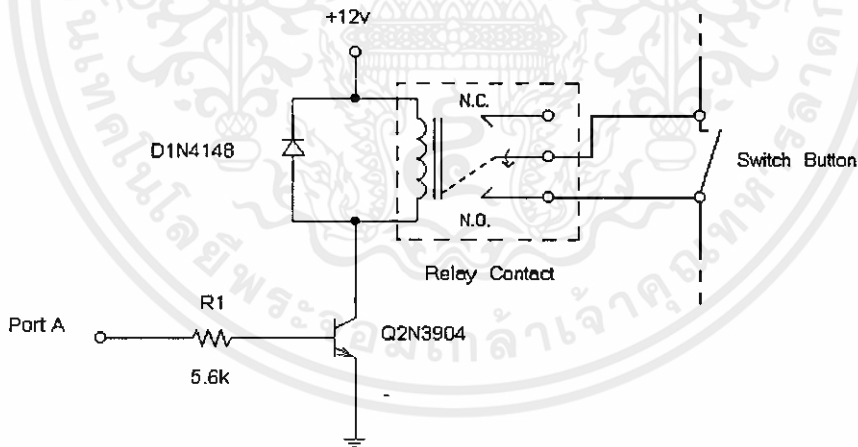 +12v
N.C.
D1N4148
Switch Button
N.O.
Relay Contact
Port A
R1
Q2N3904
5.6k